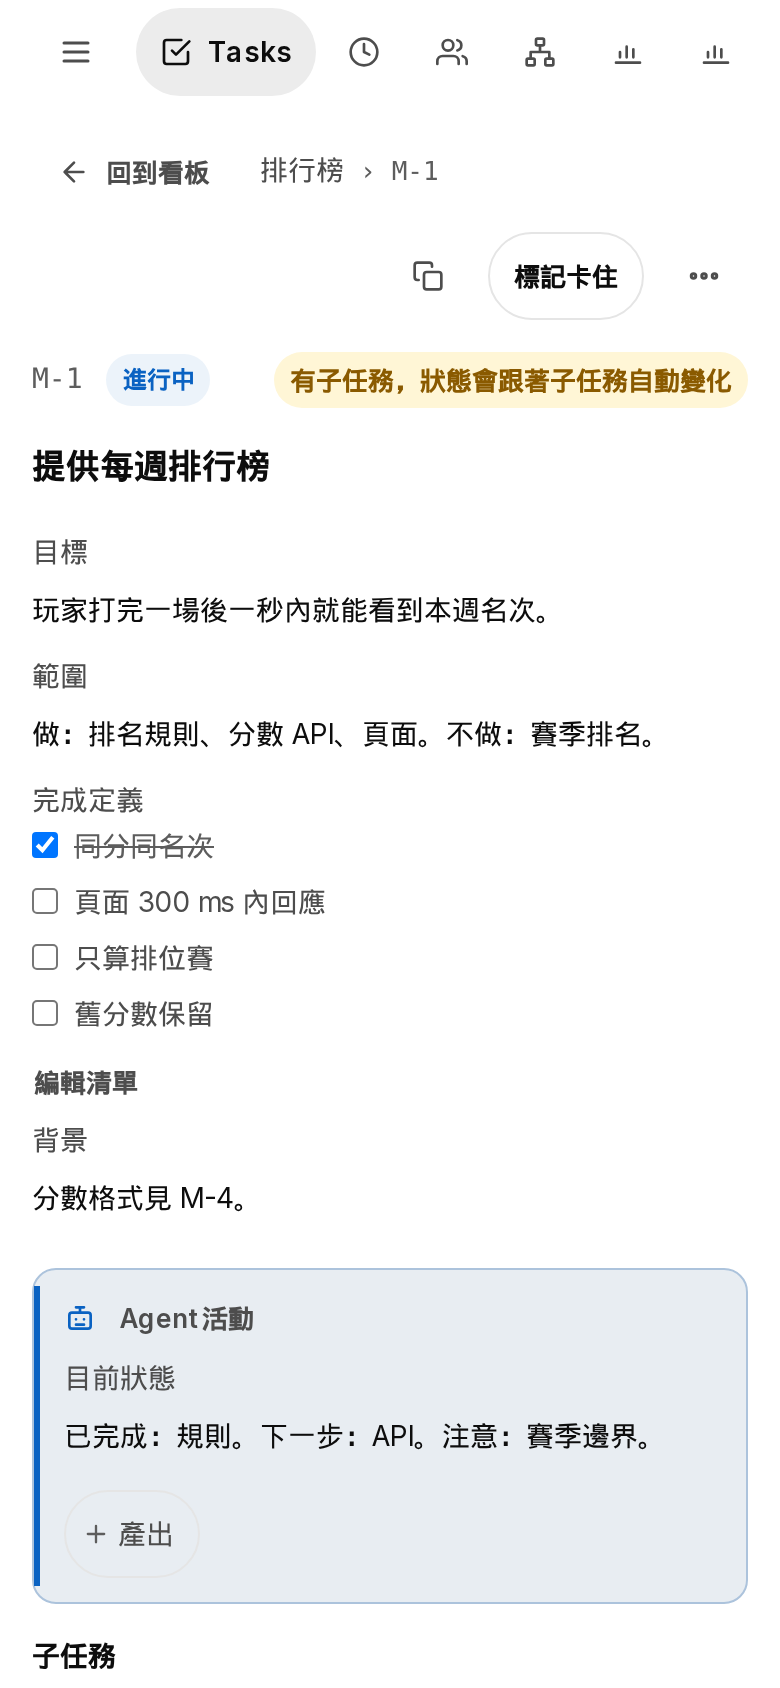 Tasks
回到看板 排行榜 › M-1
標記卡住
M-1 進行中 有子任務，狀態會跟著子任務自動變化
提供每週排行榜
目標
玩家打完一場後一秒內就能看到本週名次。
範圍
做：排名規則、分數 API、頁面。不做：賽季排名。
完成定義
同分同名次
頁面 300 ms 內回應
只算排位賽
舊分數保留
編輯清單
背景
分數格式見 M-4。
Agent 活動
目前狀態
已完成：規則。下一步：API。注意：賽季邊界。
+ 產出
子任務